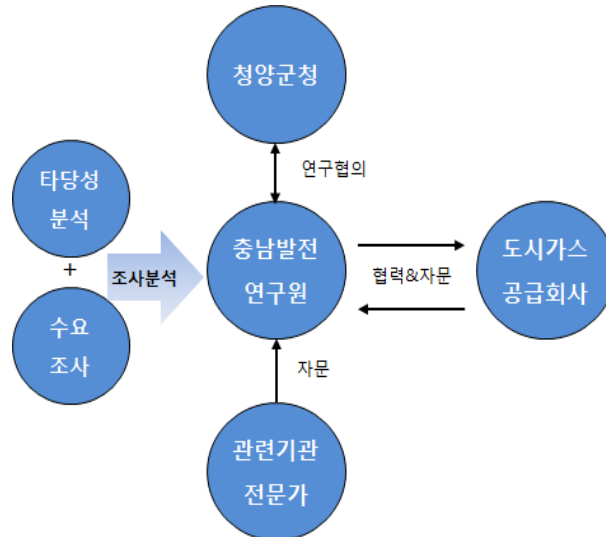 청양군청
연구협의
타당성
분석
+
수요
조사
조사분석
충남발전
연구원
협력&자문
도시가스
공급회사
자문
관련기관
전문가